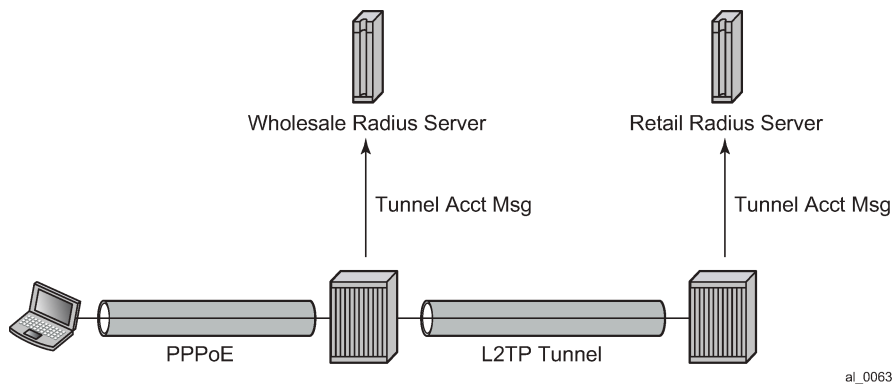 Wholesale Radius Server
Retail Radius Server
Tunnel Acct Msg
Tunnel Acct Msg
PPPoE
L2TP Tunnel
al_0063